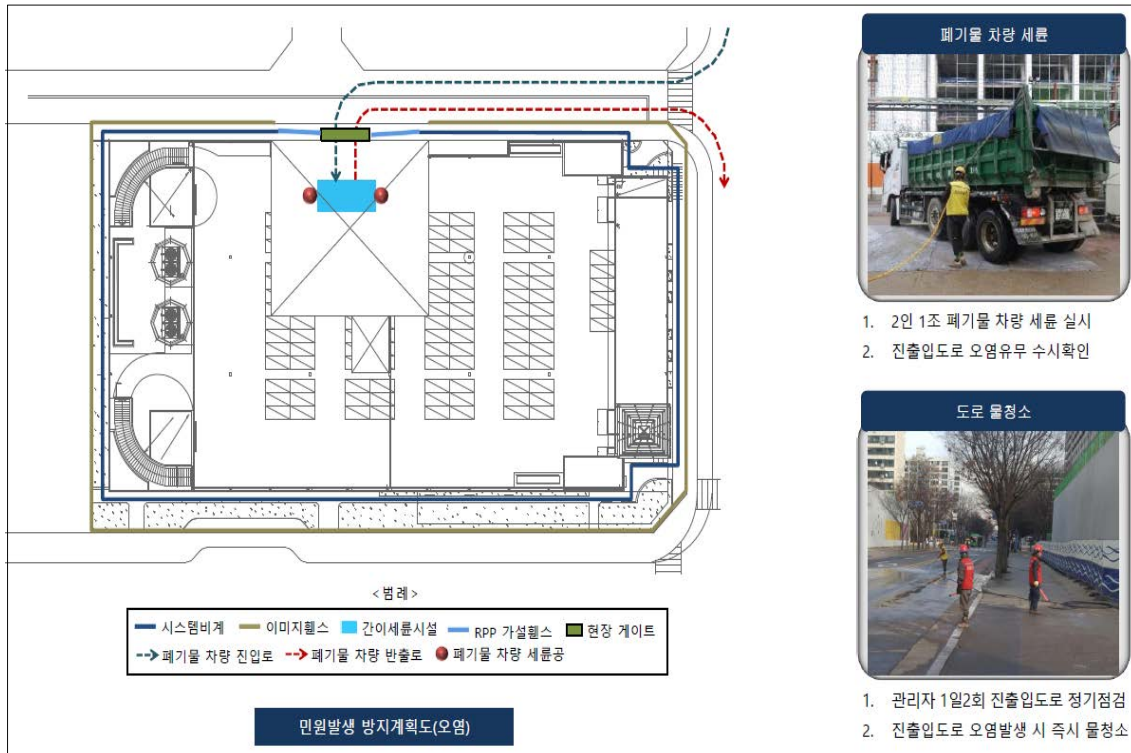 폐기물 차량 세륜
1. 2인 1조 폐기물 차량 세륜 실시
2. 진출입도로 오염유무 수시확인
도로 물청소
1. 관리자 1일2회 진출입도로 정기점검
2. 진출입도로 오염발생 시 즉시 물청소
<범례>
시스템비계 이미지휀스 간이세륜시설 RPP 가설휀스 현장 게이트
폐기물 차량 진입로 폐기물 차량 반출로 폐기물 차량 세륜공
민원발생 방지계획도(오염)